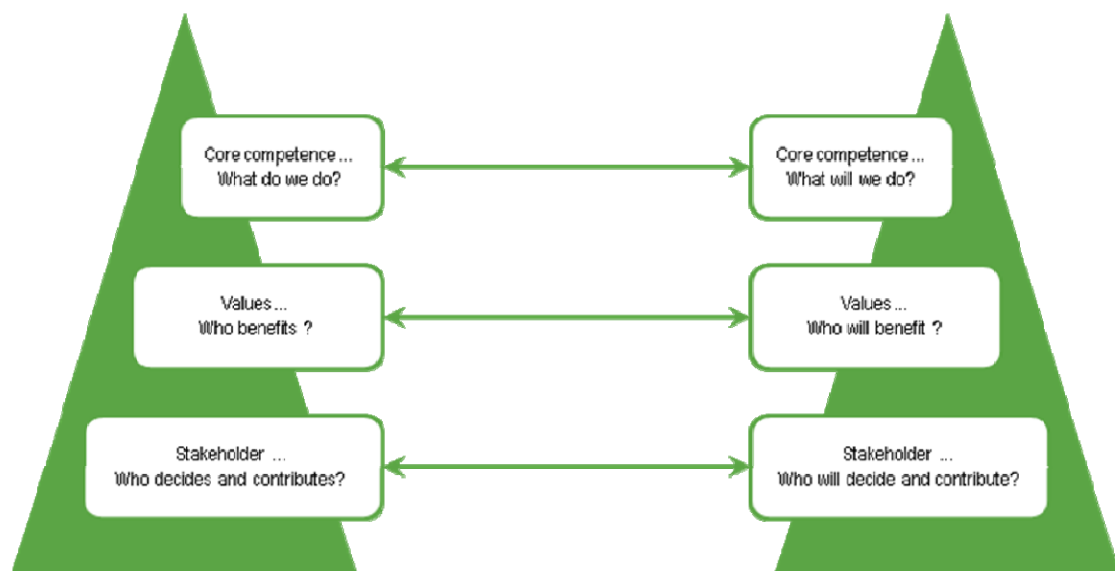 Core competence ...
What do we do?
Core competence ...
What will we do?
Values ...
Who benefits ?
Values ...
Who will benefit ?
Stakeholder ...
Who decides and contributes?
Stakeholder ...
Who will decide and contribute?